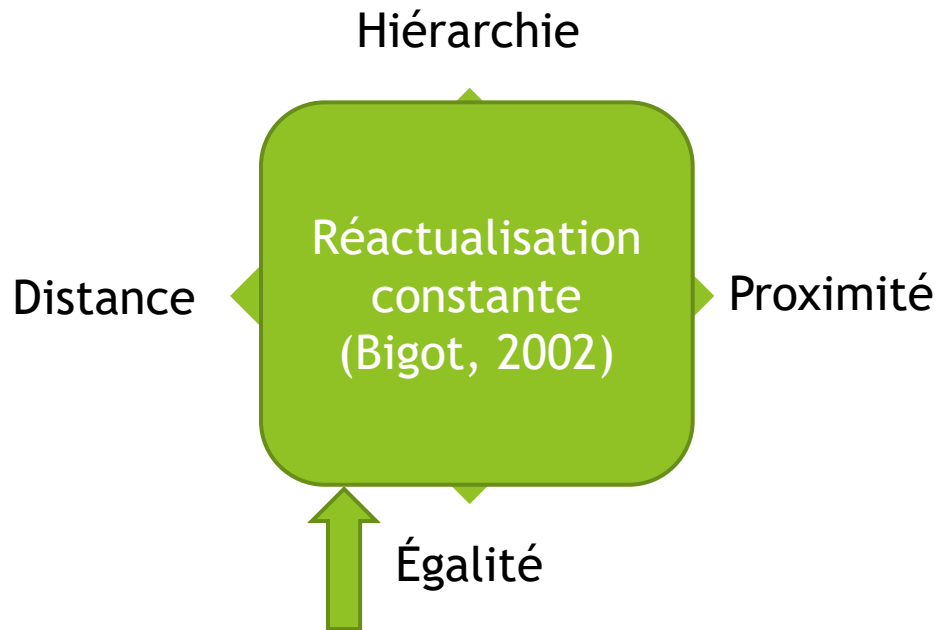 Hiérarchie
Réactualisation
constante
(Bigot, 2002)
Distance
Proximité
Égalité